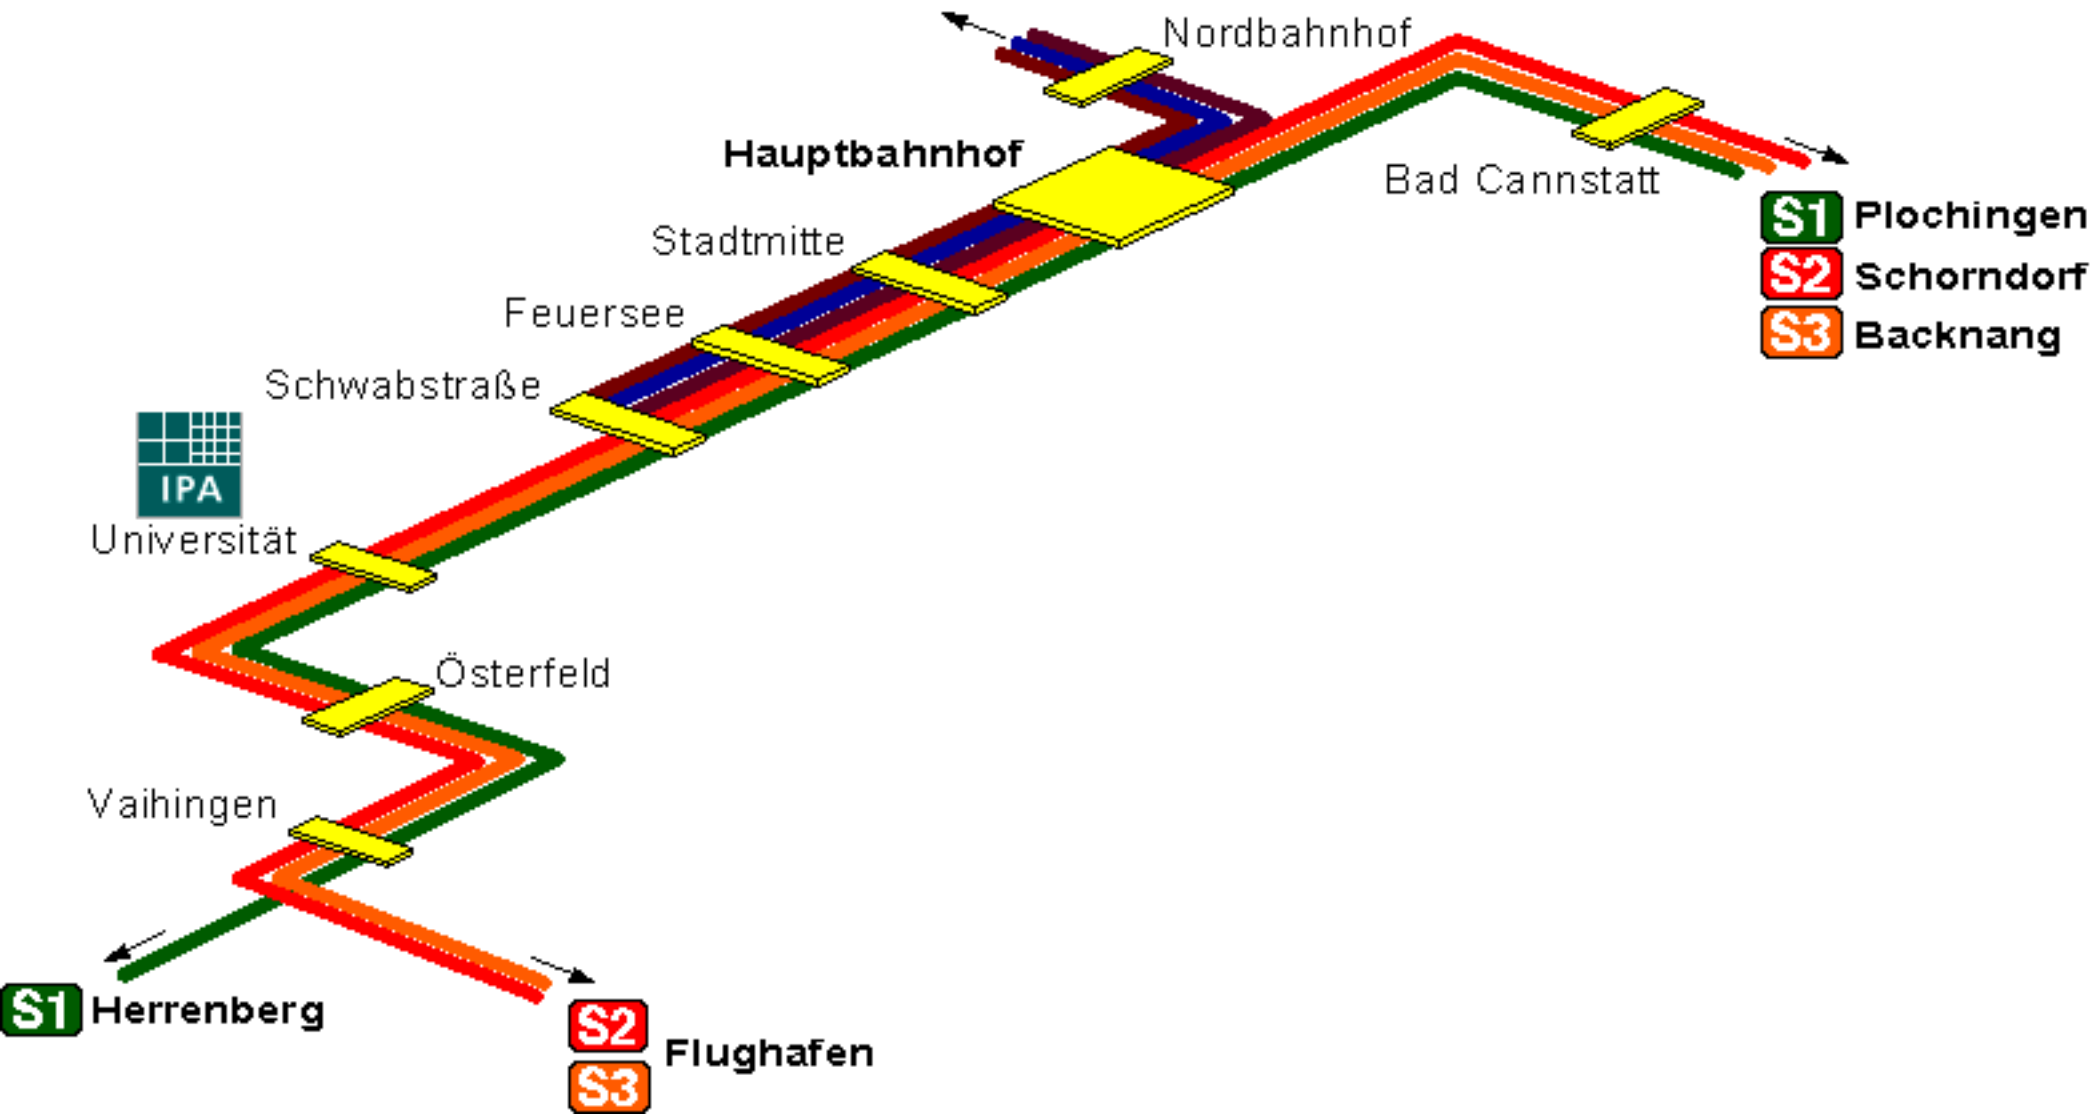 Nordbahnhof
Hauptbahnhof
Bad Cannstatt
S1 Plochingen
Stadtmitte
S2 Schorndorf
Feuersee
S3 Backnang
Schwabstraße
IPA
Universität
Österfeld
Vaihingen
S1 Herrenberg
S2
Flughafen
S3